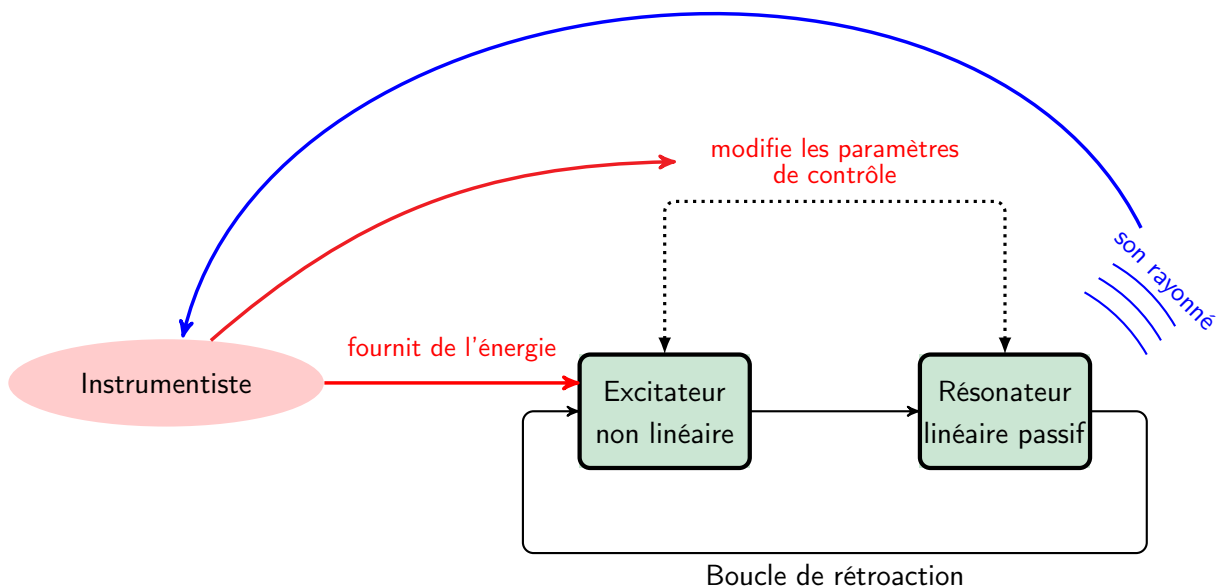 modifie les paramètres
de contrôle
son rayonné
fournit de l'énergie
Instrumentiste
Excitateur
non linéaire
Résonateur
linéaire passif
Boucle de rétroaction